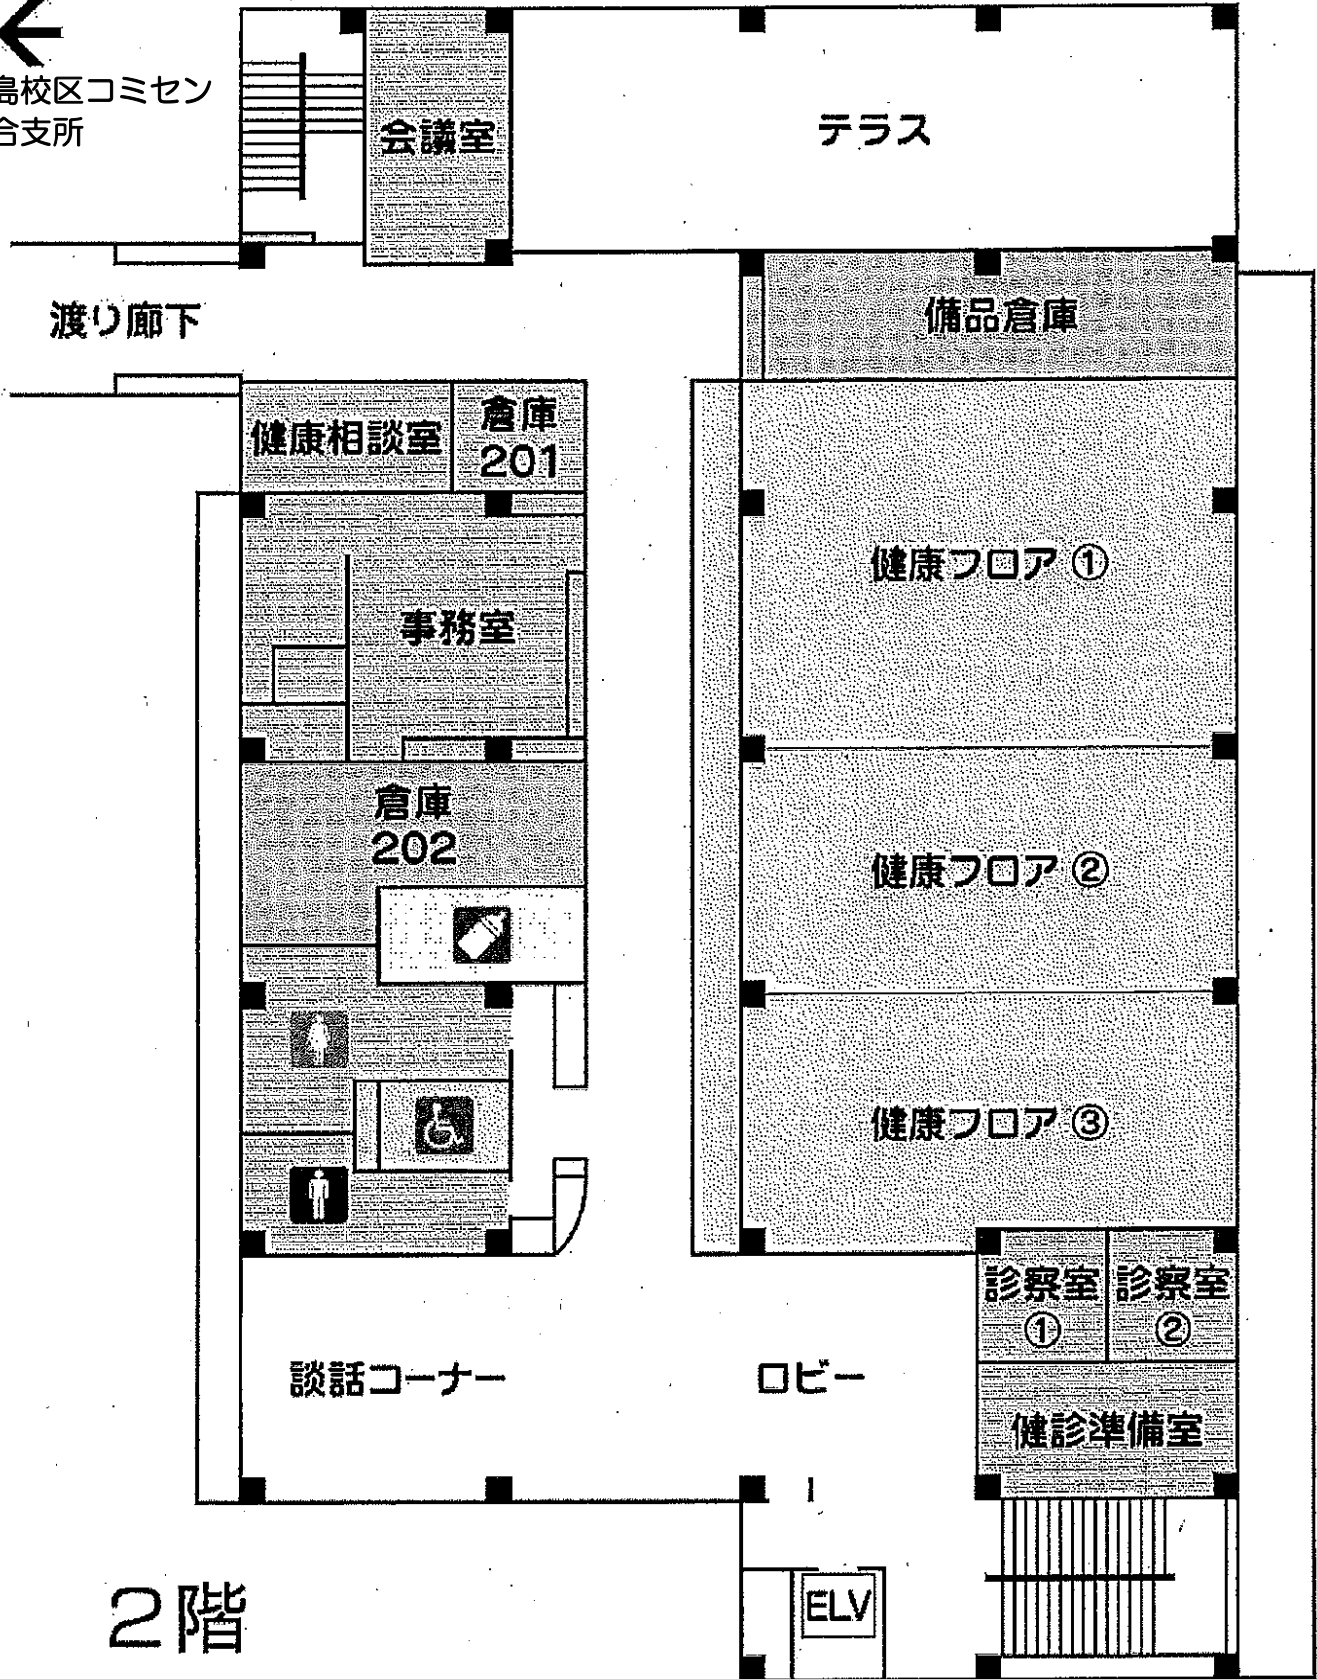 島校区コミセン
合支所
会議室
テラス
渡り廊下
備品倉庫
健康相談室
倉庫
201
健康フロア ①
事務室
倉庫
202
健康フロア ②
健康フロア ③
診察室
①
診察室
②
談話コーナー
ロビー
健診準備室
ELV
2階